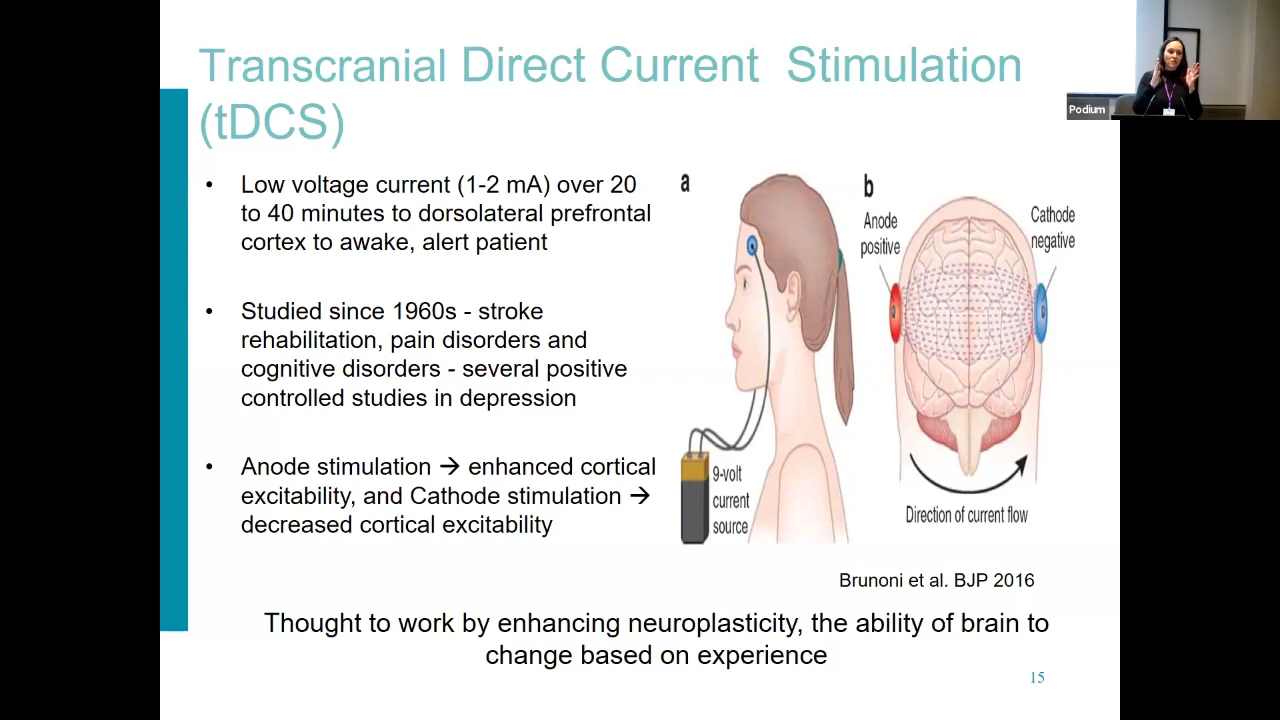 Transcranial Direct Current Stimulation
(tDCS)
• Low voltage current (1-2 mA) over 20
to 40 minutes to dorsolateral prefrontal
cortex to awake, alert patient
• Studied since 1960s - stroke
rehabilitation, pain disorders and
cognitive disorders - several positive
controlled studies in depression
• Anode stimulation → enhanced cortical
excitability, and Cathode stimulation →
decreased cortical excitability
a
9-volt
current
source
b
Anode
positive
Cathode
negative
Direction of current flow
Brunoni et al. BJP 2016
Thought to work by enhancing neuroplasticity, the ability of brain to
change based on experience
15
Podium